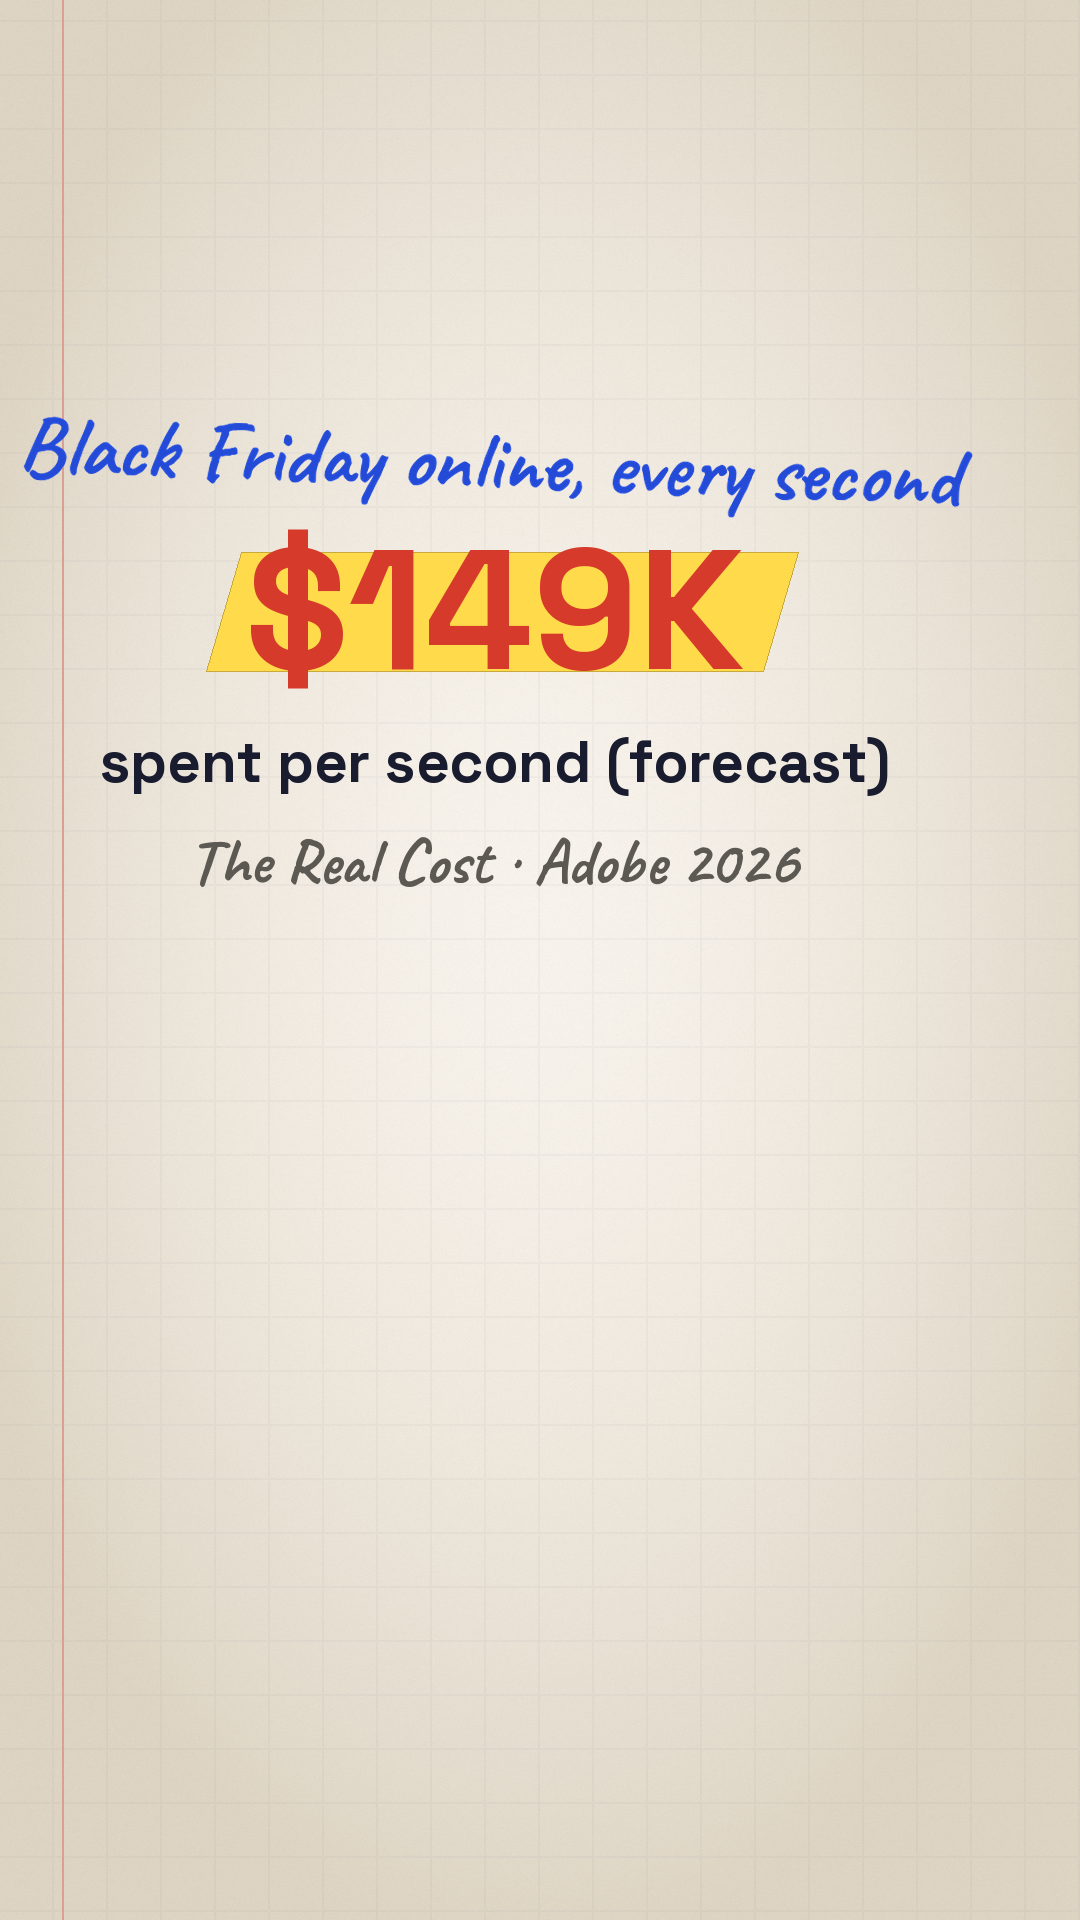 Black Friday online, every second
$149K
spent per second (forecast)
The Real Cost · Adobe 2026